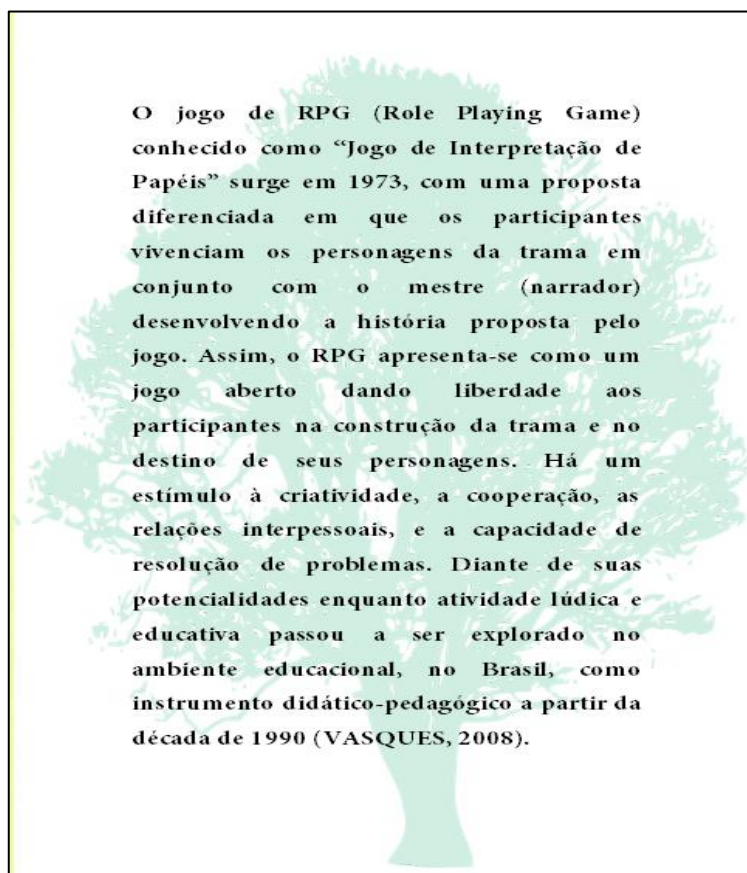 O jogo de RPG (Role Playing Game)
conhecido como “Jogo de Interpretação de
Papéis” surge em 1973, com uma proposta
diferenciada em que os participantes
vivenciam os personagens da trama em
conjunto com o mestre (narrador)
desenvolvendo a história proposta pelo
jogo. Assim, o RPG apresenta-se como um
jogo aberto dando liberdade aos
participantes na construção da trama e no
destino de seus personagens. Há um
estímulo à criatividade, a cooperação, as
relações interpessoais, e a capacidade de
resolução de problemas. Diante de suas
potencialidades enquanto atividade lúdica e
educativa passou a ser explorado no
ambiente educacional, no Brasil, como
instrumento didático-pedagógico a partir da
década de 1990 (VASQUES, 2008).